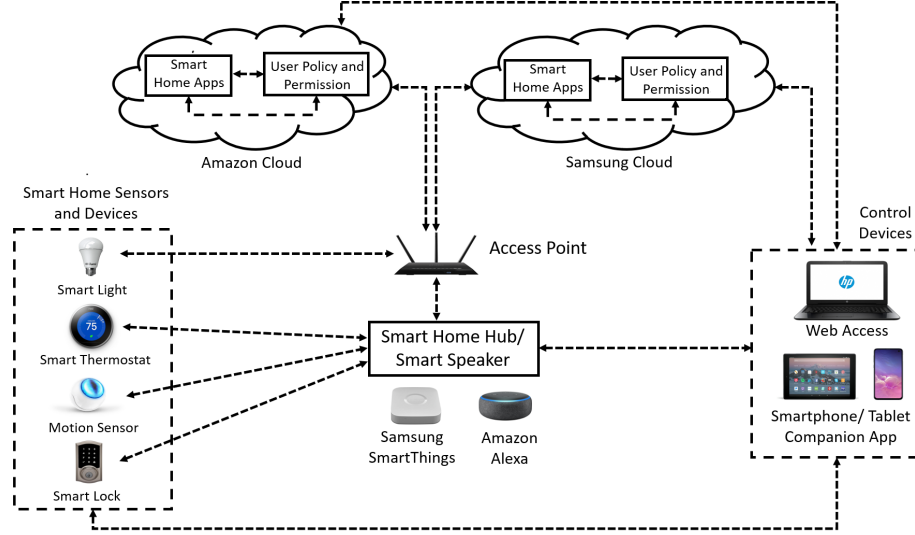 Smart
Home Apps
User Policy and
Permission
Amazon Cloud
Smart
Home Apps
User Policy and
Permission
Samsung Cloud
Smart Home Sensors
and Devices
Smart Light
75
Smart Thermostat
Motion Sensor
Smart Lock
Access Point
Smart Home Hub/
Smart Speaker
Samsung
SmartThings
Amazon
Alexa
Control
Devices
hp
Web Access
Smartphone/ Tablet
Companion App